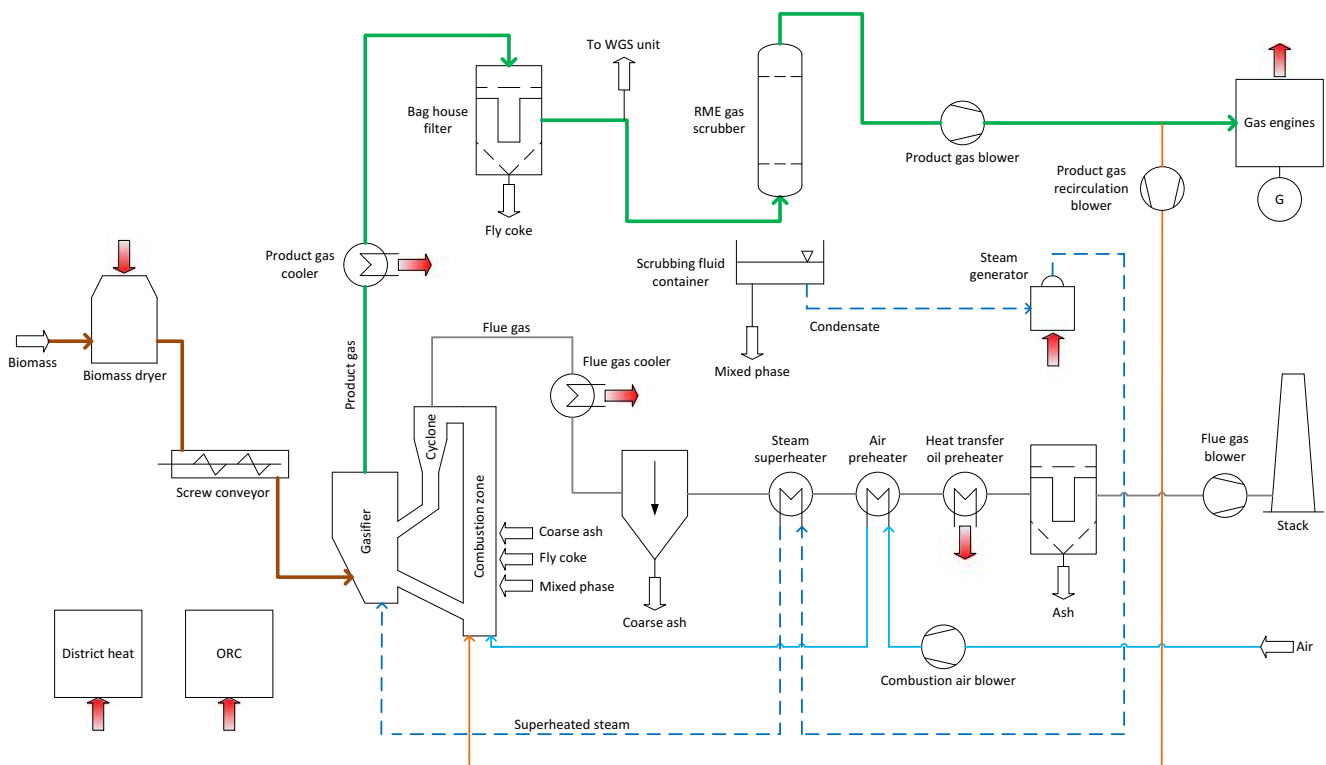 To WGS unit
Bag house
filter
Fly coke
RME gas
scrubber
Product gas blower
Gas engines
G
Product gas
recirculation
blower
Product gas
cooler
Scrubbing fluid
container
Steam
generator
Condensate
Mixed phase
Biomass
Biomass dryer
Product gas
Flue gas
Flue gas cooler
Screw conveyor
Cyclone
Gasifier
Combustion zone
Coarse ash
Fly coke
Mixed phase
Steam
superheater
Air
preheater
Heat transfer
oil preheater
Flue gas
blower
Stack
Coarse ash
Ash
District heat
ORC
Air
Combustion air blower
Superheated steam